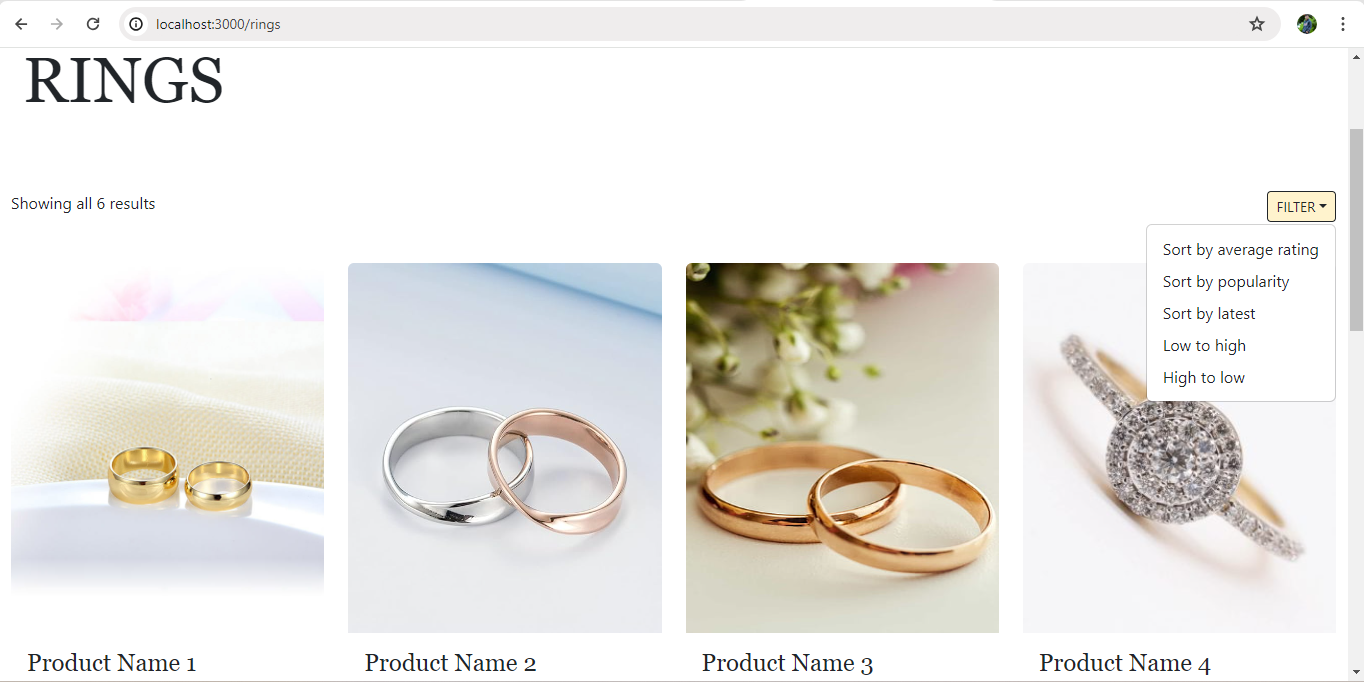 localhost:3000/rings
RINGS
Showing all 6 results
FILTER
Sort by average rating
Sort by popularity
Sort by latest
Low to high
High to low
Product Name 1
Product Name 2
Product Name 3
Product Name 4